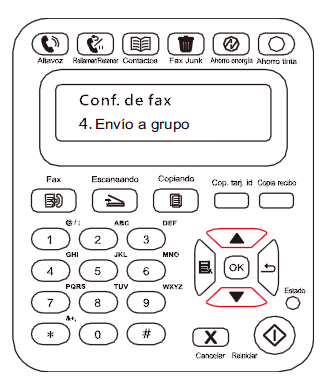 Altavoz Rellamar/Retener Contactos Fax Junk Ahorro energía Ahorro tinta
Conf. de fax
4. Envío a grupo
Fax Escaneando Copiando Cop. tarj. id Copia recibo
@ / : ABC DEF
1 2 3
GHI JKL MNO
4 5 6
OK
PQRS TUV WXYZ
7 8 9
Estado
&+,
* 0 #
X
Canceler Reinidar